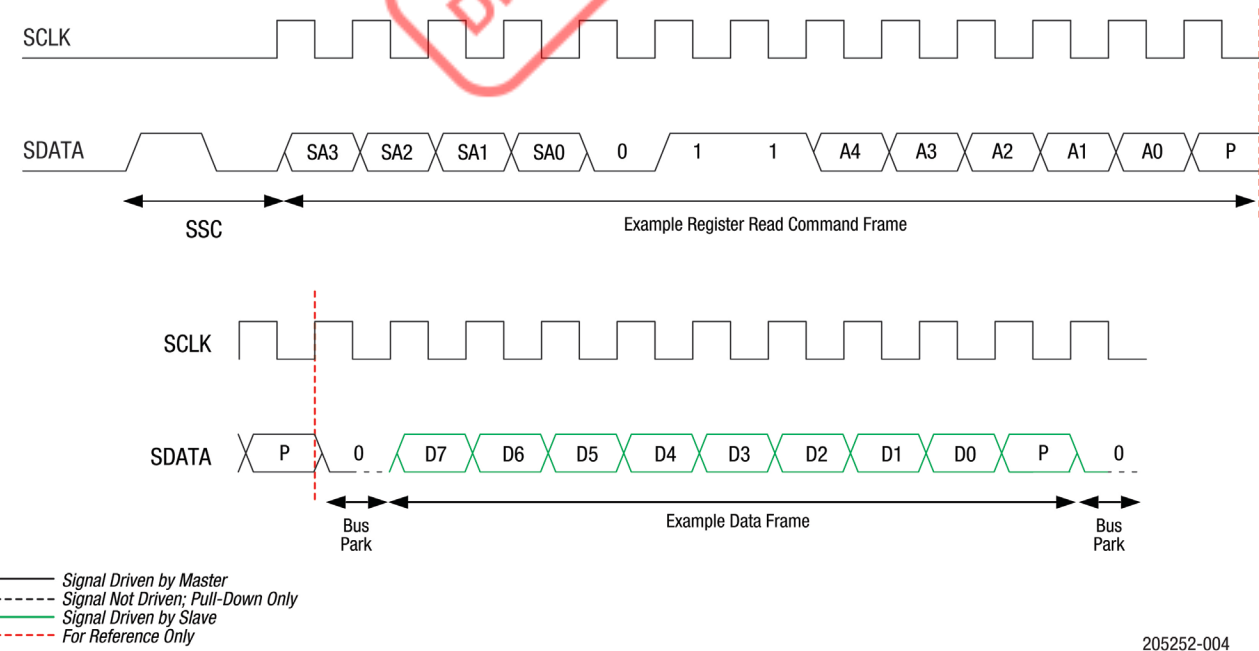 SCLK
SDATA SA3 SA2 SA1 SA0 0 1 1 A4 A3 A2 A1 A0 P
SSC
Example Register Read Command Frame
SCLK
SDATA P 0 D7 D6 D5 D4 D3 D2 D1 D0 P 0
Bus
Park
Example Data Frame
Bus
Park
Signal Driven by Master
Signal Not Driven; Pull-Down Only
Signal Driven by Slave
For Reference Only
205252-004